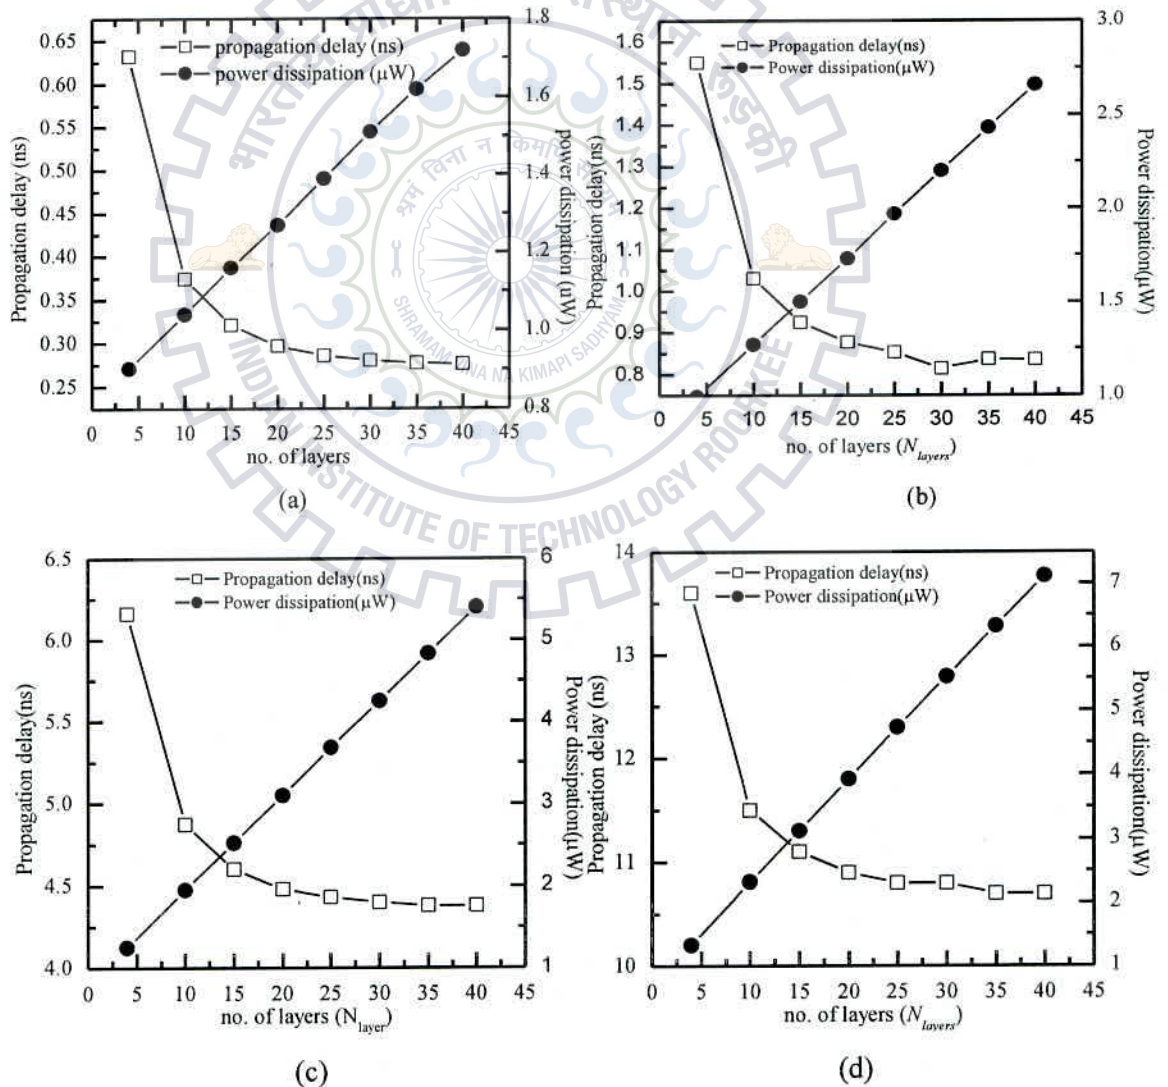 propagation delay (ns)
power dissipation (μW)
Propagation delay (ns)
0.65
0.60
0.55
0.50
0.45
0.40
0.35
0.30
0.25
1.8
1.6
1.4
1.2
1.0
0.8
power dissipation (μW)
0 5 10 15 20 25 30 35 40 45
no. of layers
(a)
Propagation delay(ns)
Power dissipation(μW)
Propagation delay(ns)
1.6
1.5
1.4
1.3
1.2
1.1
1.0
0.9
0.8
3.0
2.5
2.0
1.5
1.0
Power dissipation(μW)
0 5 10 15 20 25 30 35 40 45
no. of layers (N_layers)
(b)
Propagation delay(ns)
Power dissipation(μW)
Propagation delay(ns)
6.5
6.0
5.5
5.0
4.5
4.0
6
5
4
3
2
1
Power dissipation(μW)
0 5 10 15 20 25 30 35 40 45
no. of layers (N_layer)
(c)
Propagation delay(ns)
Power dissipation(μW)
Propagation delay (ns)
14
13
12
11
10
7
6
5
4
3
2
1
Power dissipation(μW)
0 5 10 15 20 25 30 35 40 45
no. of layers (N_layers)
(d)
INDIAN INSTITUTE OF TECHNOLOGY ROORKEE
श्रमं विना न किमपि साध्यम्